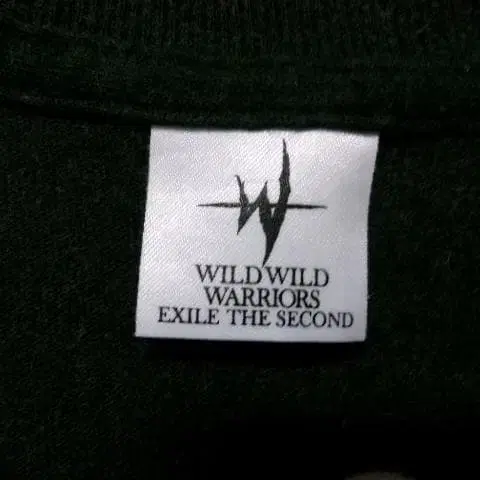 W
WILD WILD
WARRIORS
EXILE THE SECOND